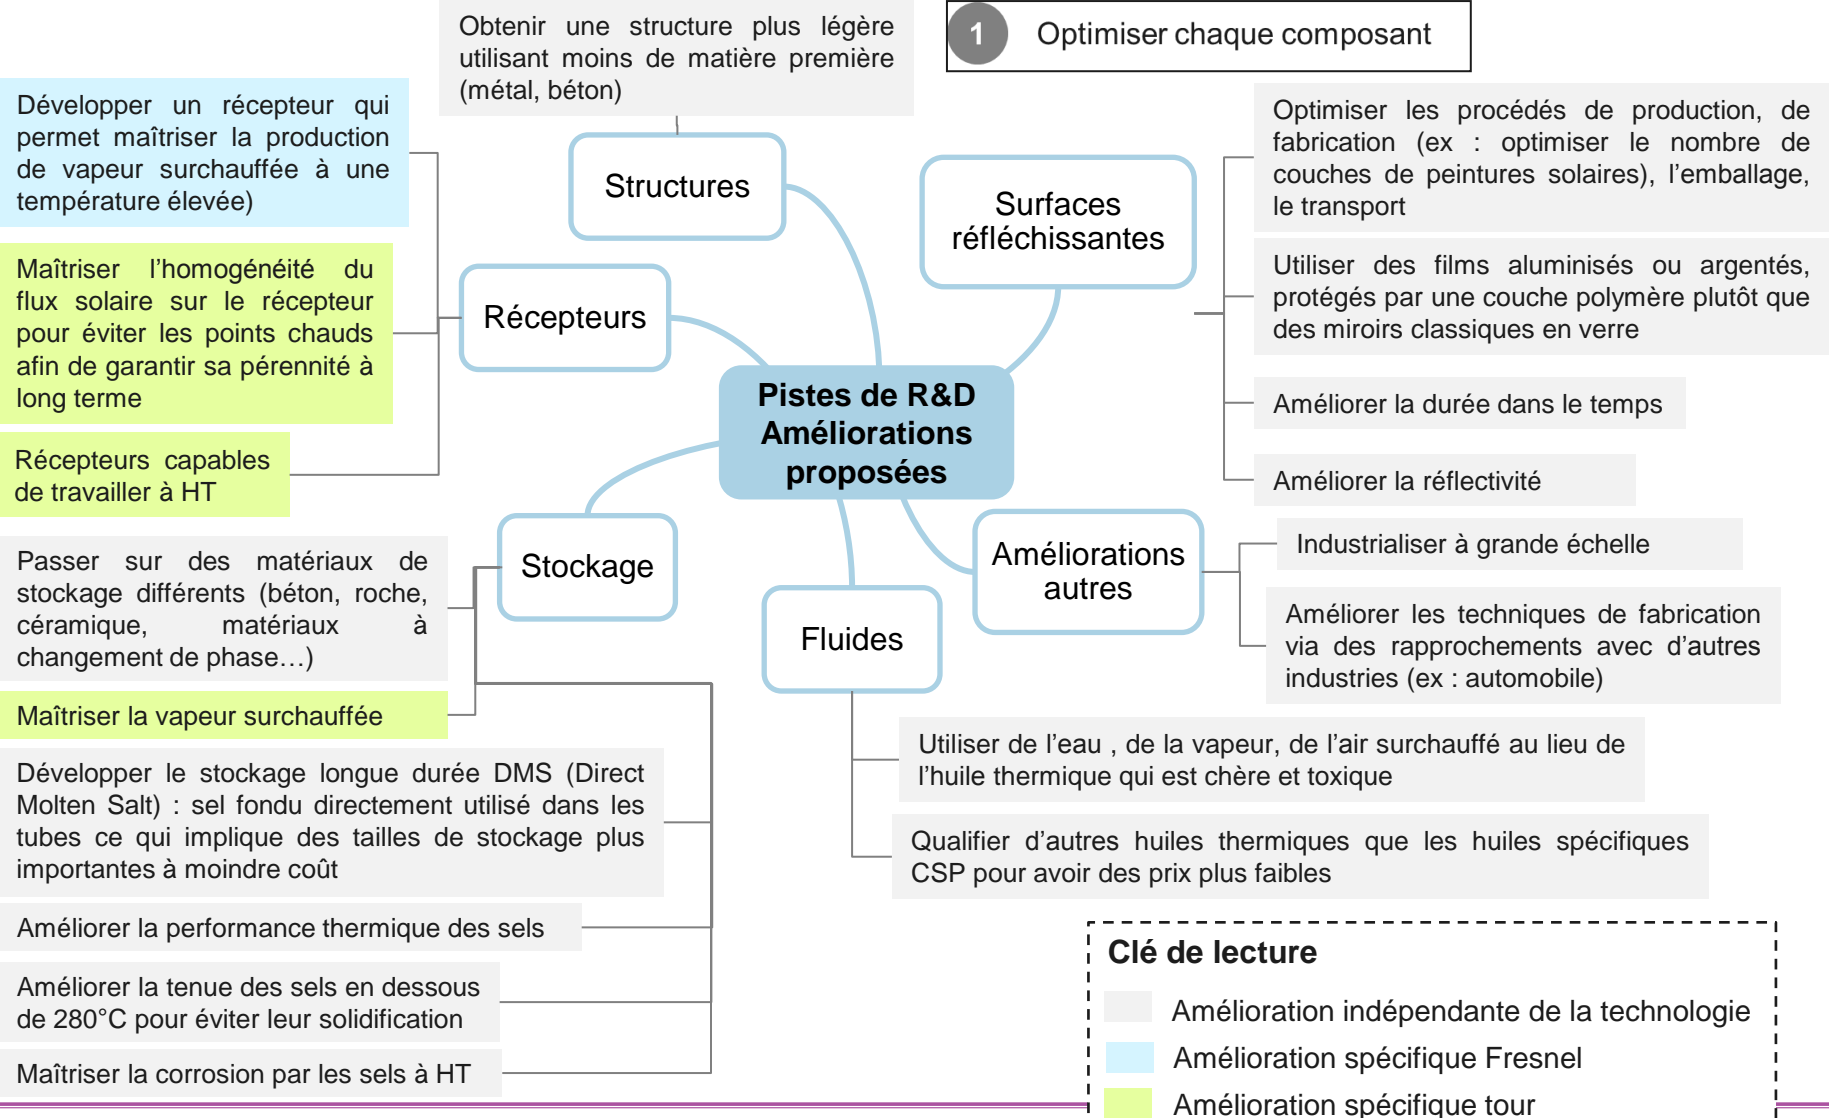 Obtenir une structure plus légère
utilisant moins de matière première
(métal, béton)
1
Optimiser chaque composant
Développer un récepteur qui
permet maîtriser la production
de vapeur surchauffée à une
température élevée)
Maîtriser l’homogénéité du
flux solaire sur le récepteur
pour éviter les points chauds
afin de garantir sa pérennité à
long terme
Récepteurs capables
de travailler à HT
Structures
Récepteurs
Surfaces
réfléchissantes
Optimiser les procédés de production, de
fabrication (ex : optimiser le nombre de
couches de peintures solaires), l’emballage,
le transport
Utiliser des films aluminisés ou argentés,
protégés par une couche polymère plutôt que
des miroirs classiques en verre
Améliorer la durée dans le temps
Améliorer la réflectivité
Pistes de R&D
Améliorations
proposées
Stockage
Passer sur des matériaux de
stockage différents (béton, roche,
céramique, matériaux à
changement de phase…)
Maîtriser la vapeur surchauffée
Développer le stockage longue durée DMS (Direct
Molten Salt) : sel fondu directement utilisé dans les
tubes ce qui implique des tailles de stockage plus
importantes à moindre coût
Améliorer la performance thermique des sels
Améliorer la tenue des sels en dessous
de 280°C pour éviter leur solidification
Maîtriser la corrosion par les sels à HT
Fluides
Améliorations
autres
Industrialiser à grande échelle
Améliorer les techniques de fabrication
via des rapprochements avec d’autres
industries (ex : automobile)
Utiliser de l’eau , de la vapeur, de l’air surchauffé au lieu de
l’huile thermique qui est chère et toxique
Qualifier d’autres huiles thermiques que les huiles spécifiques
CSP pour avoir des prix plus faibles
Clé de lecture
Amélioration indépendante de la technologie
Amélioration spécifique Fresnel
Amélioration spécifique tour